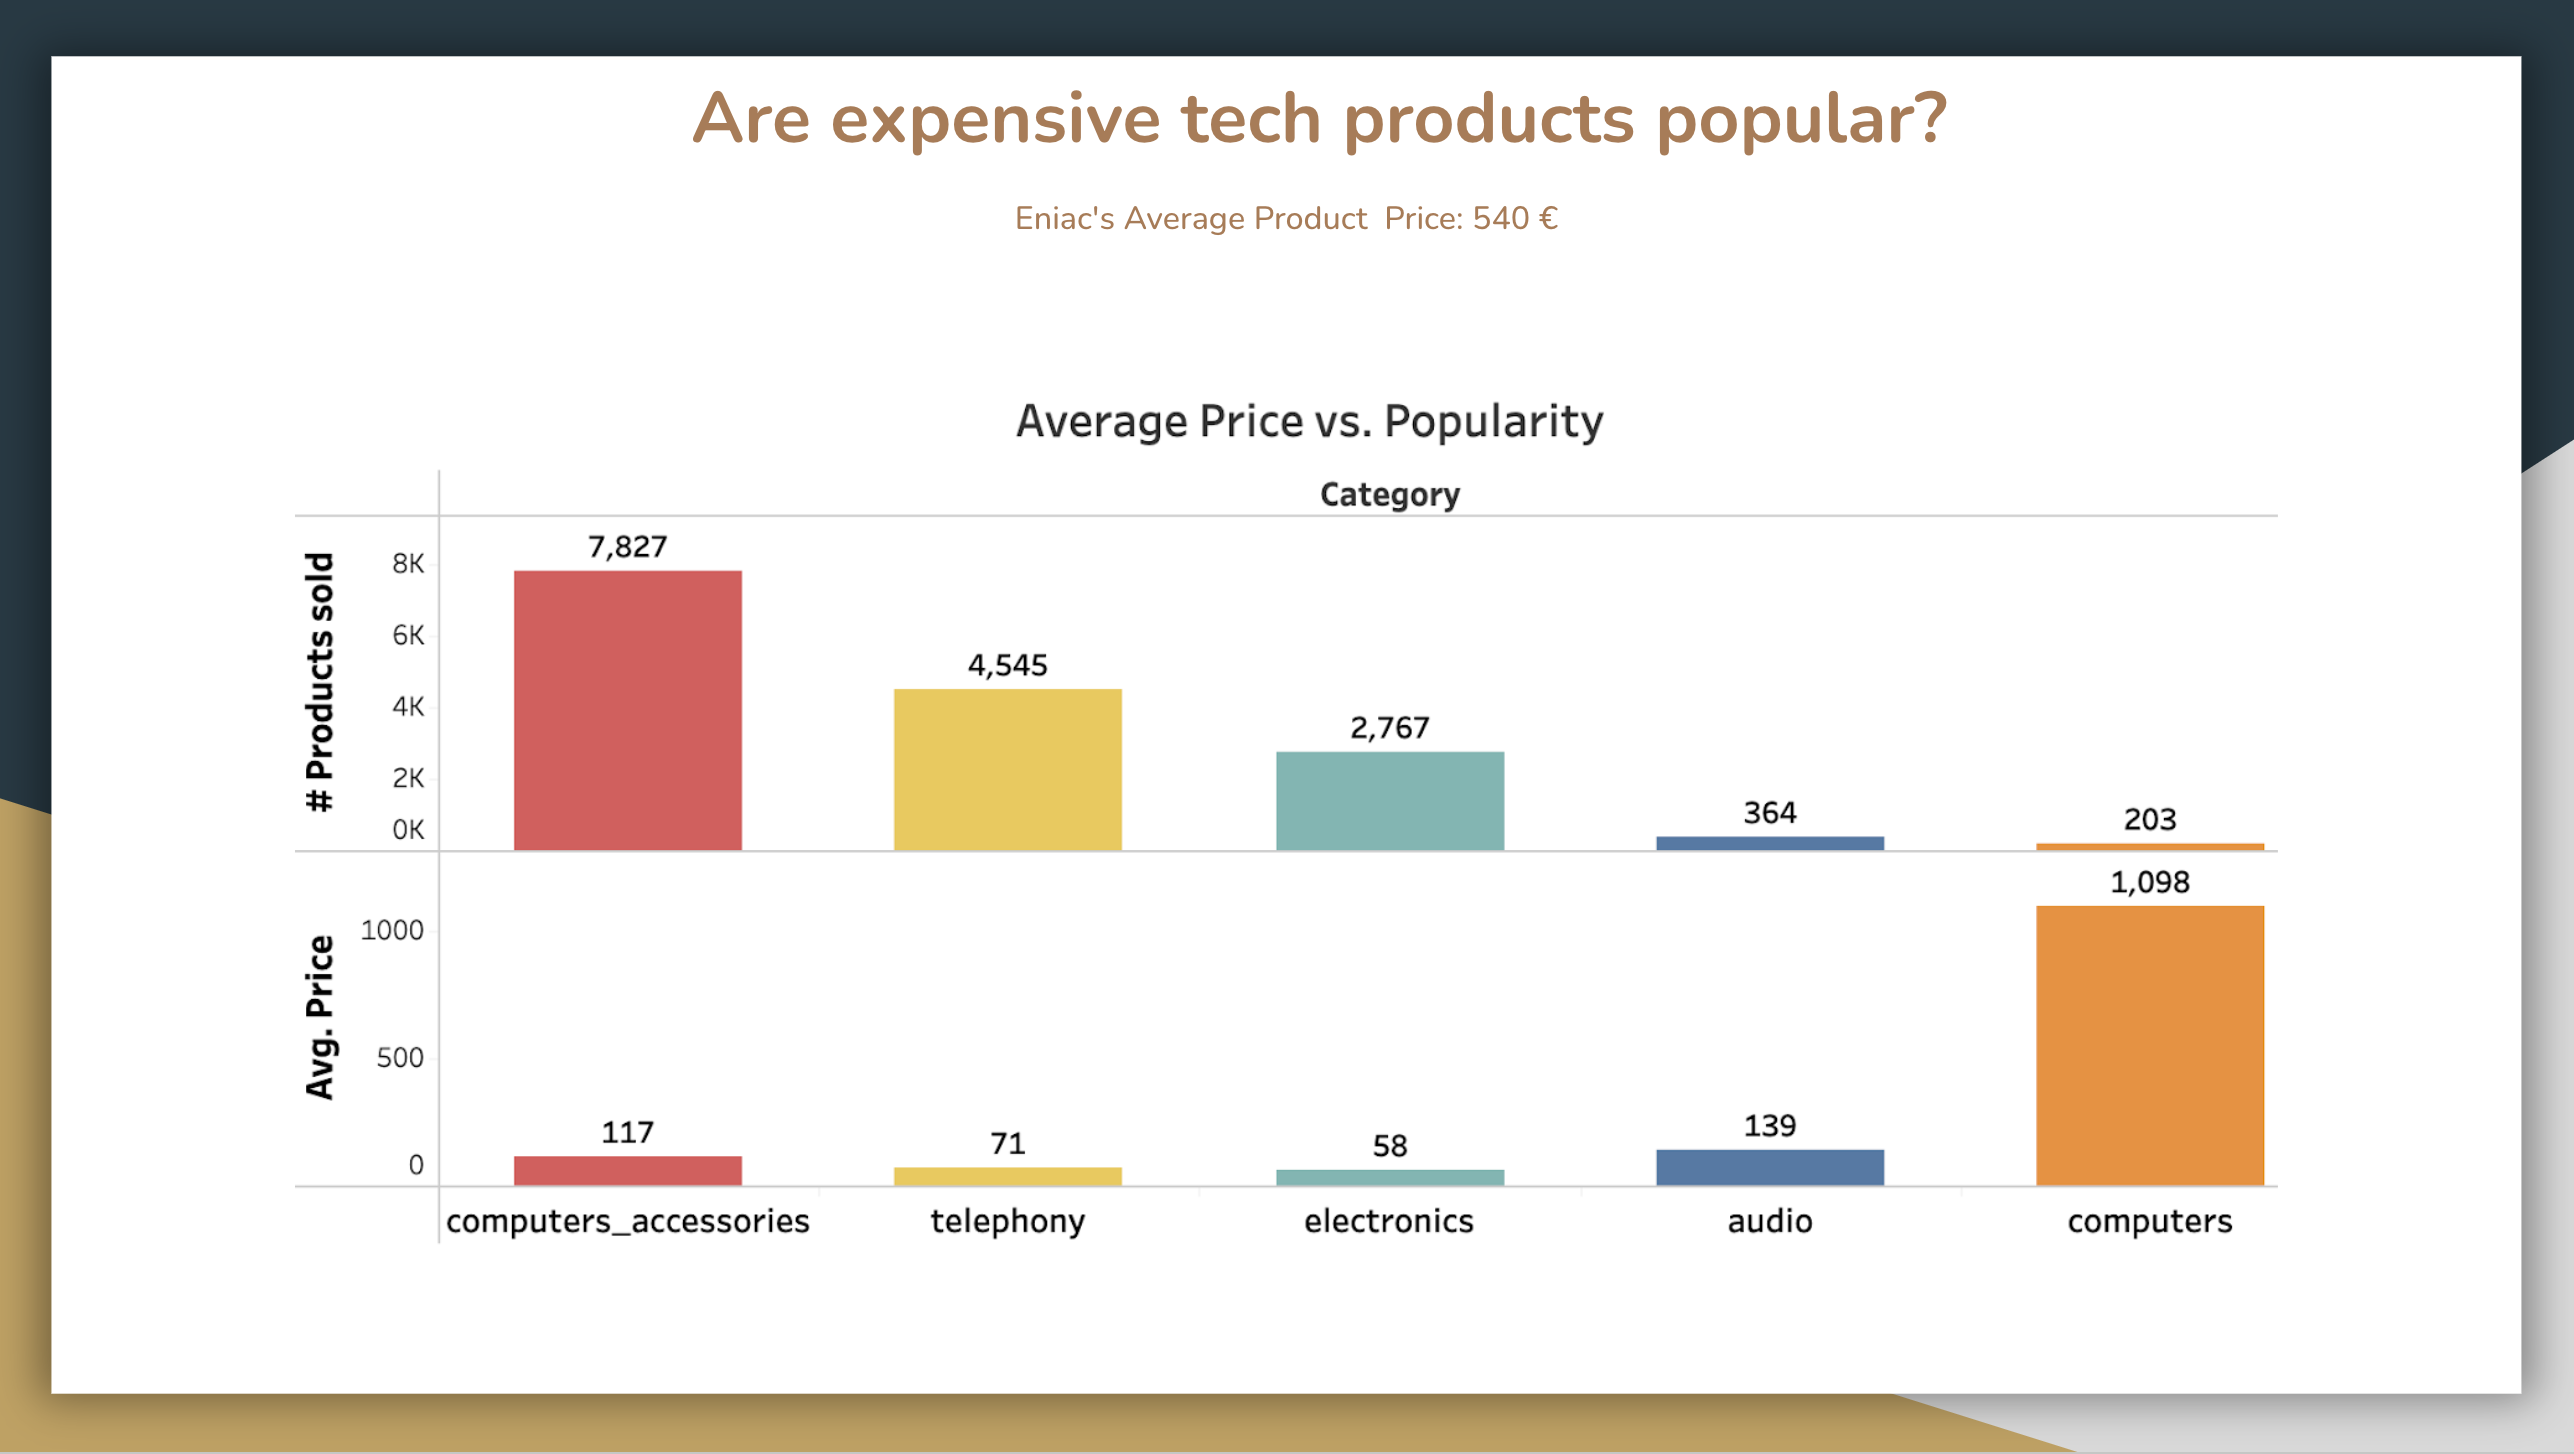 Are expensive tech products popular?
Eniac's Average Product  Price: 540 €
Average Price vs. Popularity
Category
# Products sold
8K
6K
4K
2K
0K
7,827
4,545
2,767
364
203
Avg. Price
1000
500
0
117
71
58
139
1,098
computers_accessories telephony electronics audio computers